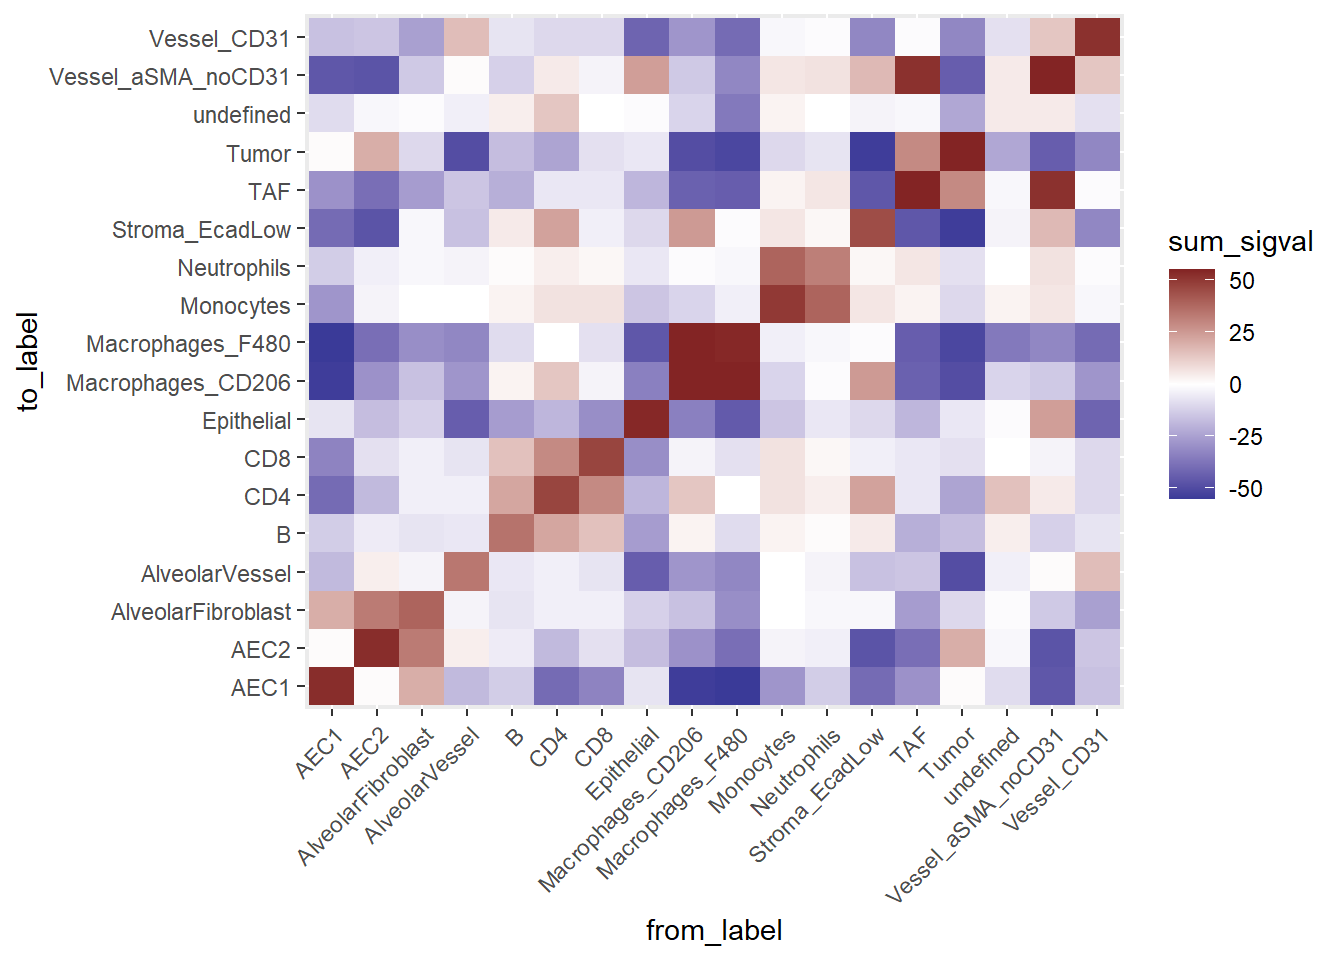 Vessel_CD31
Vessel_aSMA_noCD31
undefined
Tumor
TAF
Stroma_EcadLow
Neutrophils
Monocytes
Macrophages_F480
Macrophages_CD206
Epithelial
CD8
CD4
B
AlveolarVessel
AlveolarFibroblast
AEC2
AEC1
to_label
AEC1
AEC2
AlveolarFibroblast
AlveolarVessel
B
CD4
CD8
Epithelial
Macrophages_CD206
Macrophages_F480
Monocytes
Neutrophils
Stroma_EcadLow
TAF
Tumor
undefined
Vessel_aSMA_noCD31
Vessel_CD31
from_label
sum_sigval
50
25
0
-25
-50